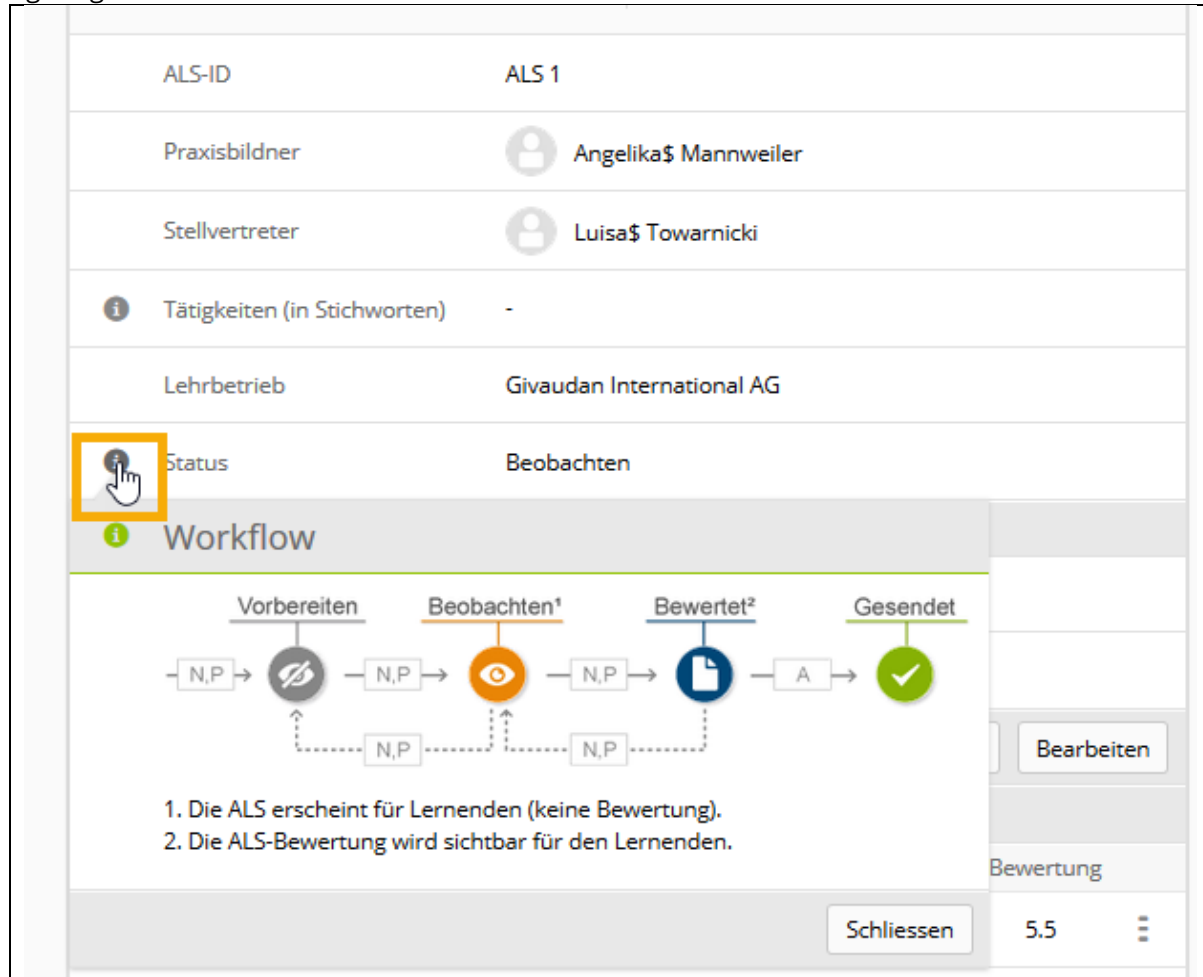 ALS-ID ALS 1
Praxisbildner Angelika$ Mannweiler
Stellvertreter Luisa$ Towarnicki
Tätigkeiten (in Stichworten) -
Lehrbetrieb Givaudan International AG
Status Beobachten
Workflow
Vorbereiten Beobachten¹ Bewertet² Gesendet
N,P N,P N,P A
N,P N,P
Bearbeiten
1. Die ALS erscheint für Lernenden (keine Bewertung).
2. Die ALS-Bewertung wird sichtbar für den Lernenden.
Bewertung
Schliessen 5.5